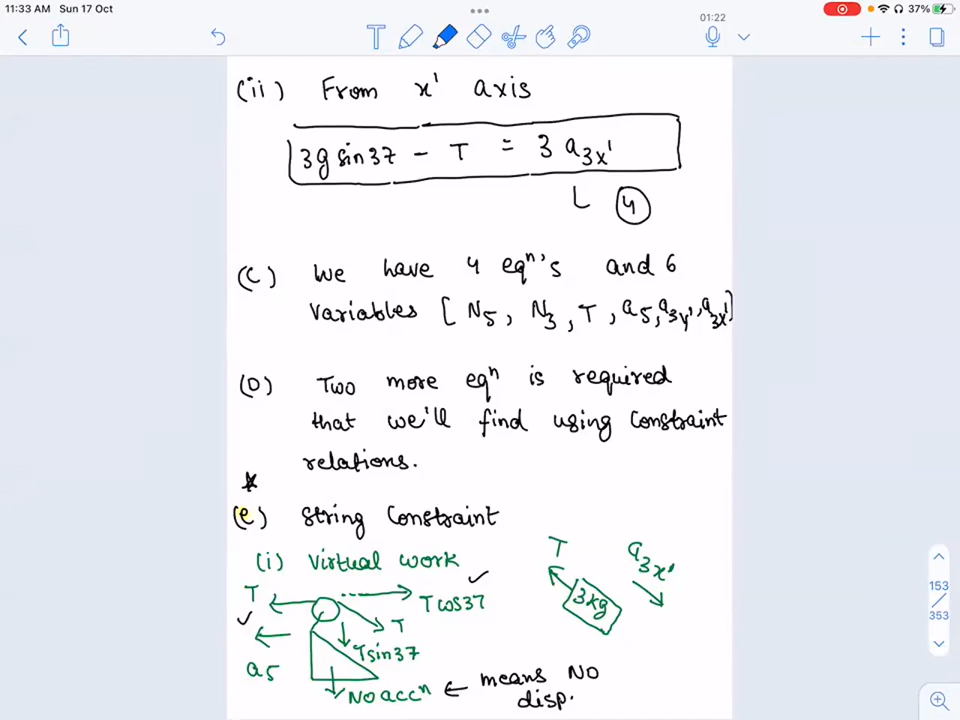 11:33 AM Sun 17 Oct
37%
01:22
(ii) From x' axis
3g sin37 - T = 3 a3x'
4
(C) We have 4 eqn's and 6
variables [ N5, N3, T, a5, a3y', a3x']
(D) Two more eqn is required
that we'll find using Constraint
relations.
(e) String Constraint
(i) Virtual work
T
Tcos37
T
a5
Tsin37
No accn ← means No
disp.
T
a3x'
3kg
153
353